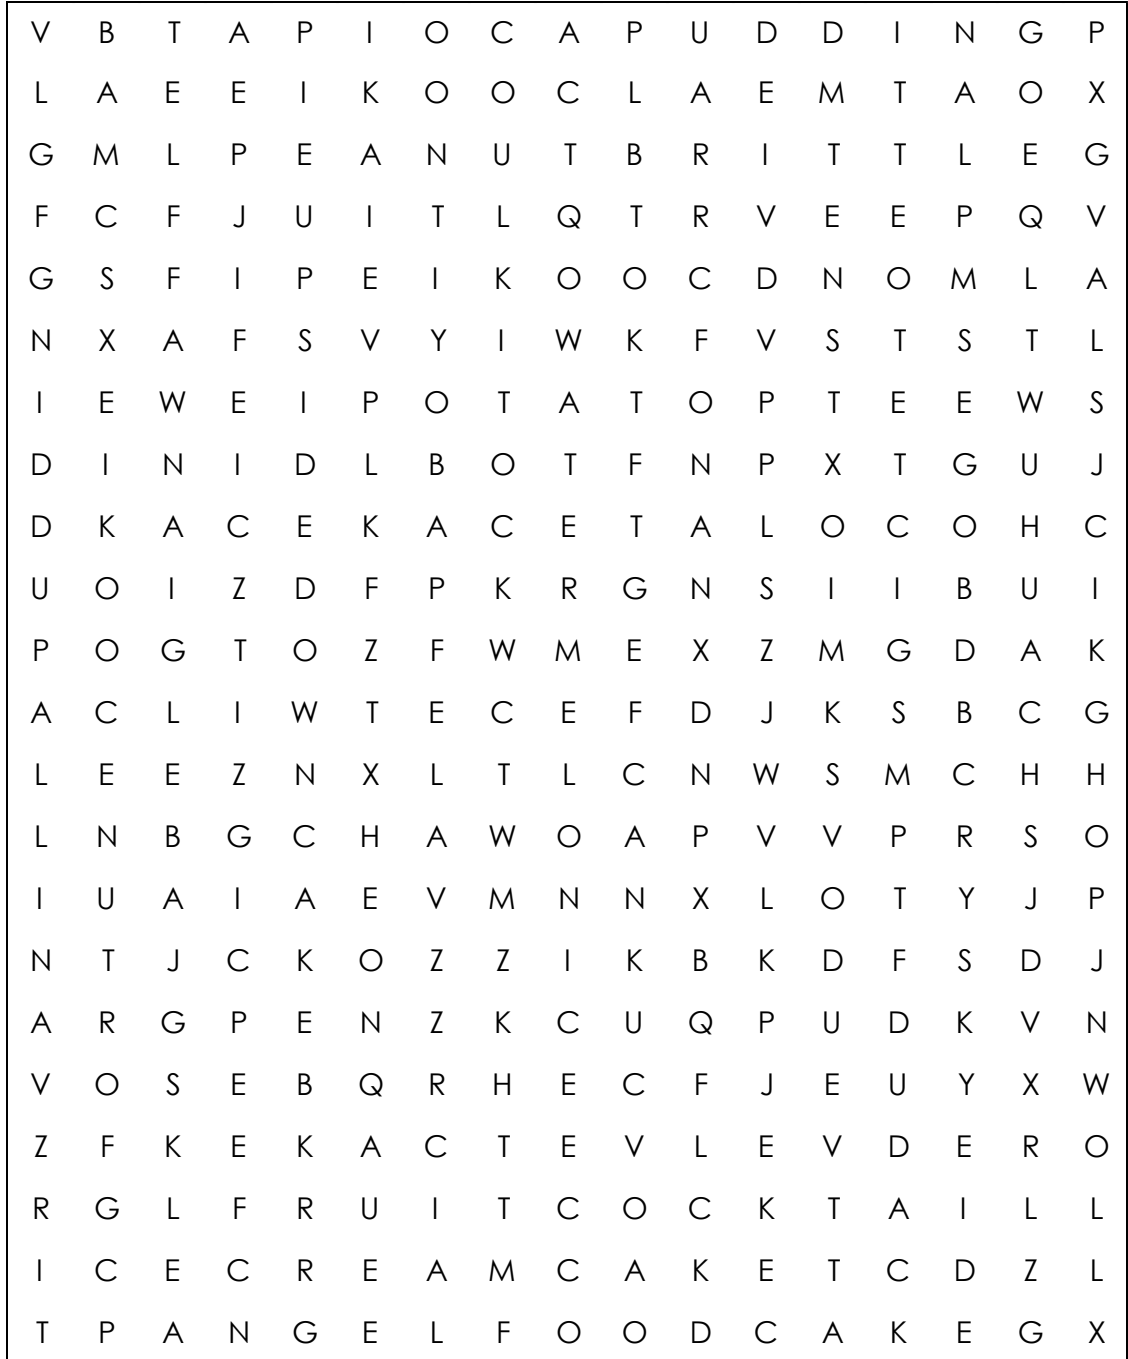 V B T A P I O C A P U D D I N G P
L A E E I K O O C L A E M T A O X
G M L P E A N U T B R I T T L E G
F C F J U I T L Q T R V E E P Q V
G S F I P E I K O O C D N O M L A
N X A F S V Y I W K F V S T S T L
I E W E I P O T A T O P T E E W S
D I N I D L B O T F N P X T G U J
D K A C E K A C E T A L O C O H C
U O I Z D F P K R G N S I I B U I
P O G T O Z F W M E X Z M G D A K
A C L I W T E C E F D J K S B C G
L E E Z N X L T L C N W S M C H H
L N B G C H A W O A P V V P R S O
I U A I A E V M N N X L O T Y J P
N T J C K O Z Z I K B K D F S D J
A R G P E N Z K C U Q P U D K V N
V O S E B Q R H E C F J E U Y X W
Z F K E K A C T E V L E V D E R O
R G L F R U I T C O C K T A I L L
I C E C R E A M C A K E T C D Z L
T P A N G E L F O O D C A K E G X